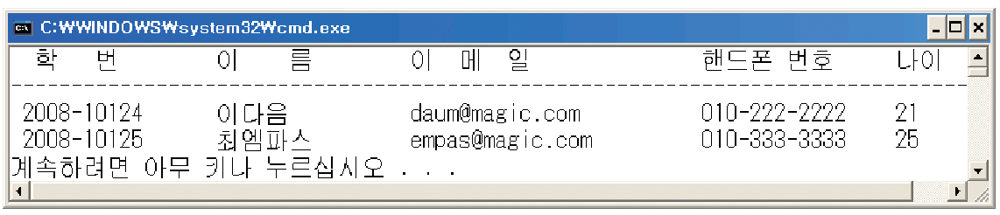 C:₩WINDOWS₩system32₩cmd.exe
학 번 이 름 이 메 일 핸드폰 번호 나이
--------------------------------------------------------------------------------
2008-10124 이다음 daum@magic.com 010-222-2222 21
2008-10125 최엠파스 empas@magic.com 010-333-3333 25
계속하려면 아무 키나 누르십시오 . . .